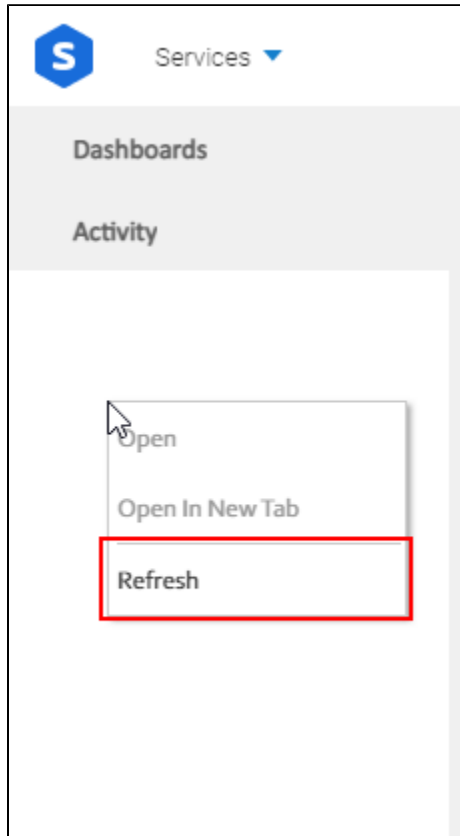 S
Services
Dashboards
Activity
Open
Open In New Tab
Refresh